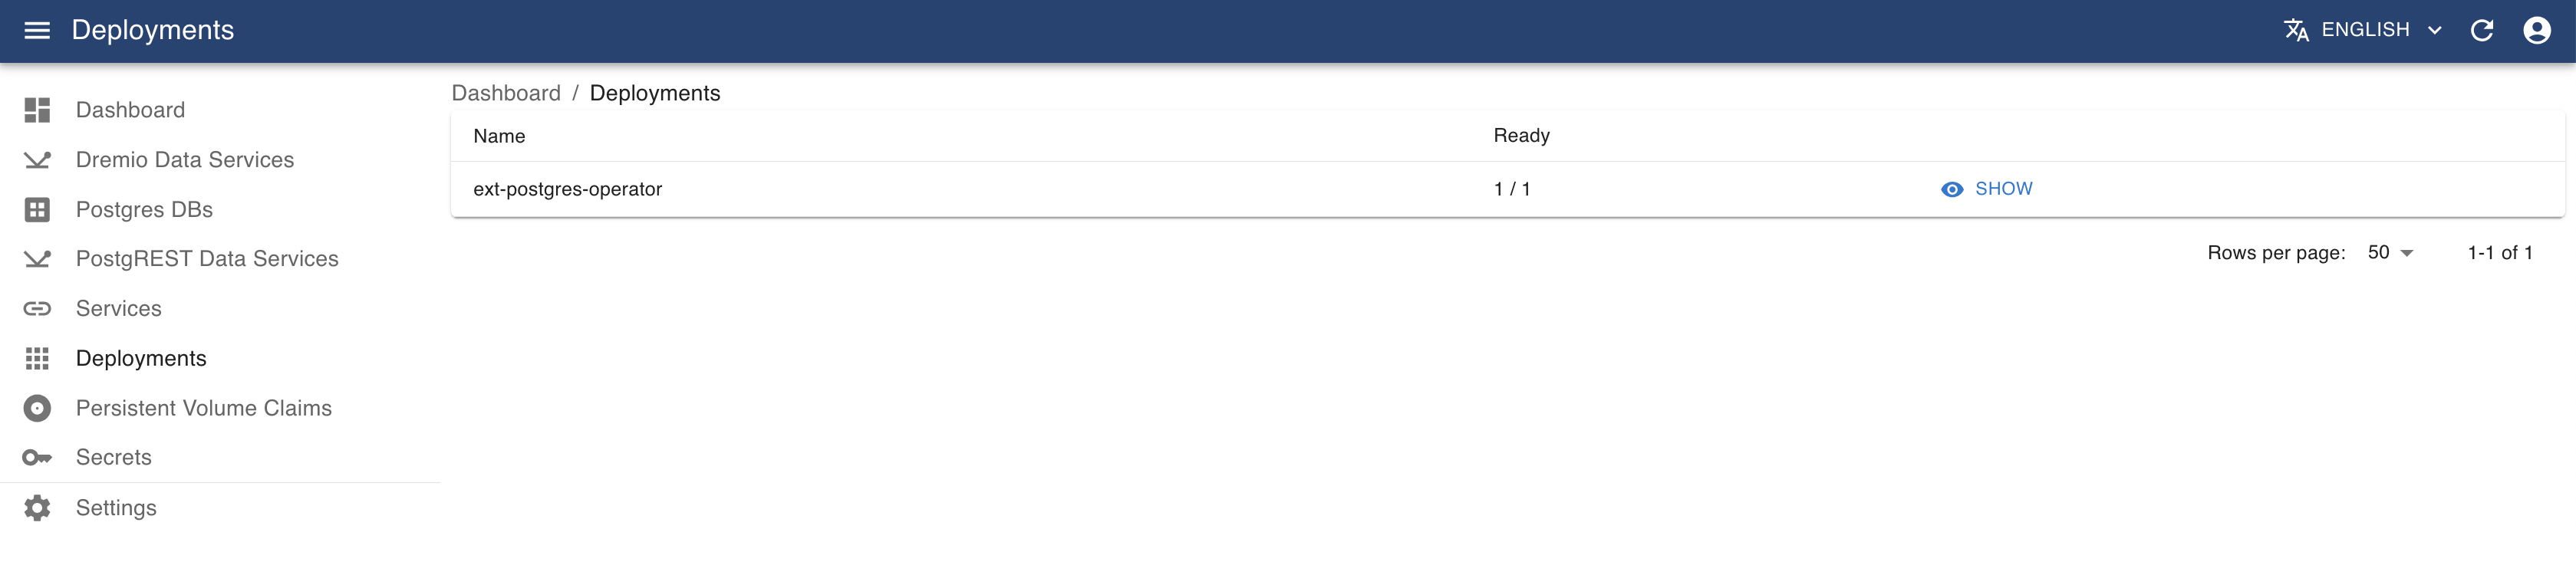 Deployments
ENGLISH
Dashboard
Dremio Data Services
Postgres DBs
PostgREST Data Services
Services
Deployments
Persistent Volume Claims
Secrets
Settings
Dashboard / Deployments
Name Ready
ext-postgres-operator 1 / 1 SHOW
Rows per page: 50 1-1 of 1